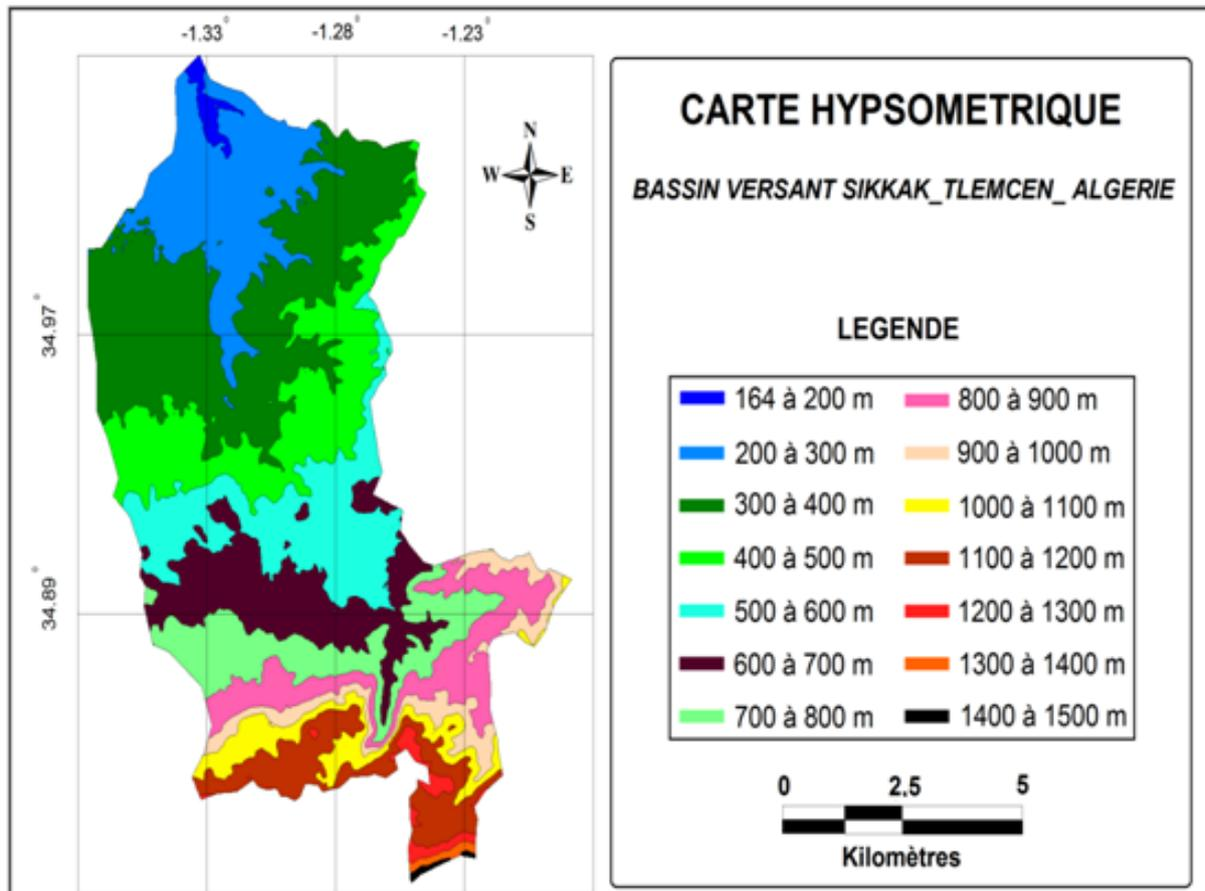 -1.33° -1.28° -1.23°
34.97°
34.89°
N
W E
S
CARTE HYPSOMETRIQUE
BASSIN VERSANT SIKKAK_TLEMCEN_ ALGERIE
LEGENDE
164 à 200 m
200 à 300 m
300 à 400 m
400 à 500 m
500 à 600 m
600 à 700 m
700 à 800 m
800 à 900 m
900 à 1000 m
1000 à 1100 m
1100 à 1200 m
1200 à 1300 m
1300 à 1400 m
1400 à 1500 m
0 2.5 5
Kilomètres